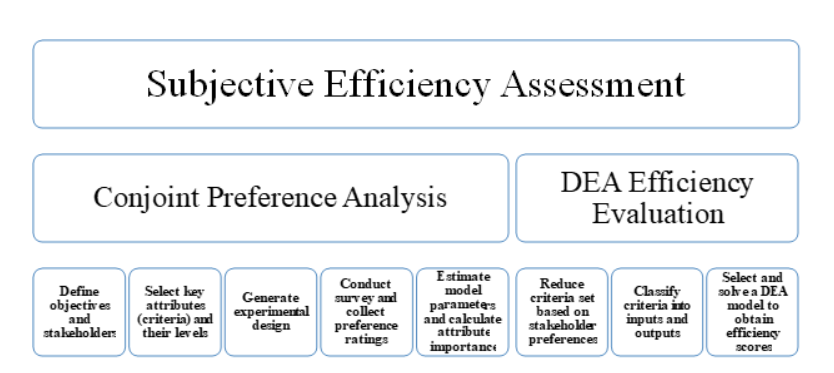 Subjective Efficiency Assessment
Conjoint Preference Analysis
DEA Efficiency
Evaluation
Define
objectives
and
stakeholders
Select key
attributes
(criteria) and
their levels
Generate
experimental
design
Conduct
survey and
collect
preference
ratings
Estimate
model
parameters
and calculate
attribute
importance
Reduce
criteria set
based on
stakeholder
preferences
Classify
criteria into
inputs and
outputs
Select and
solve a DEA
model to
obtain
efficiency
scores